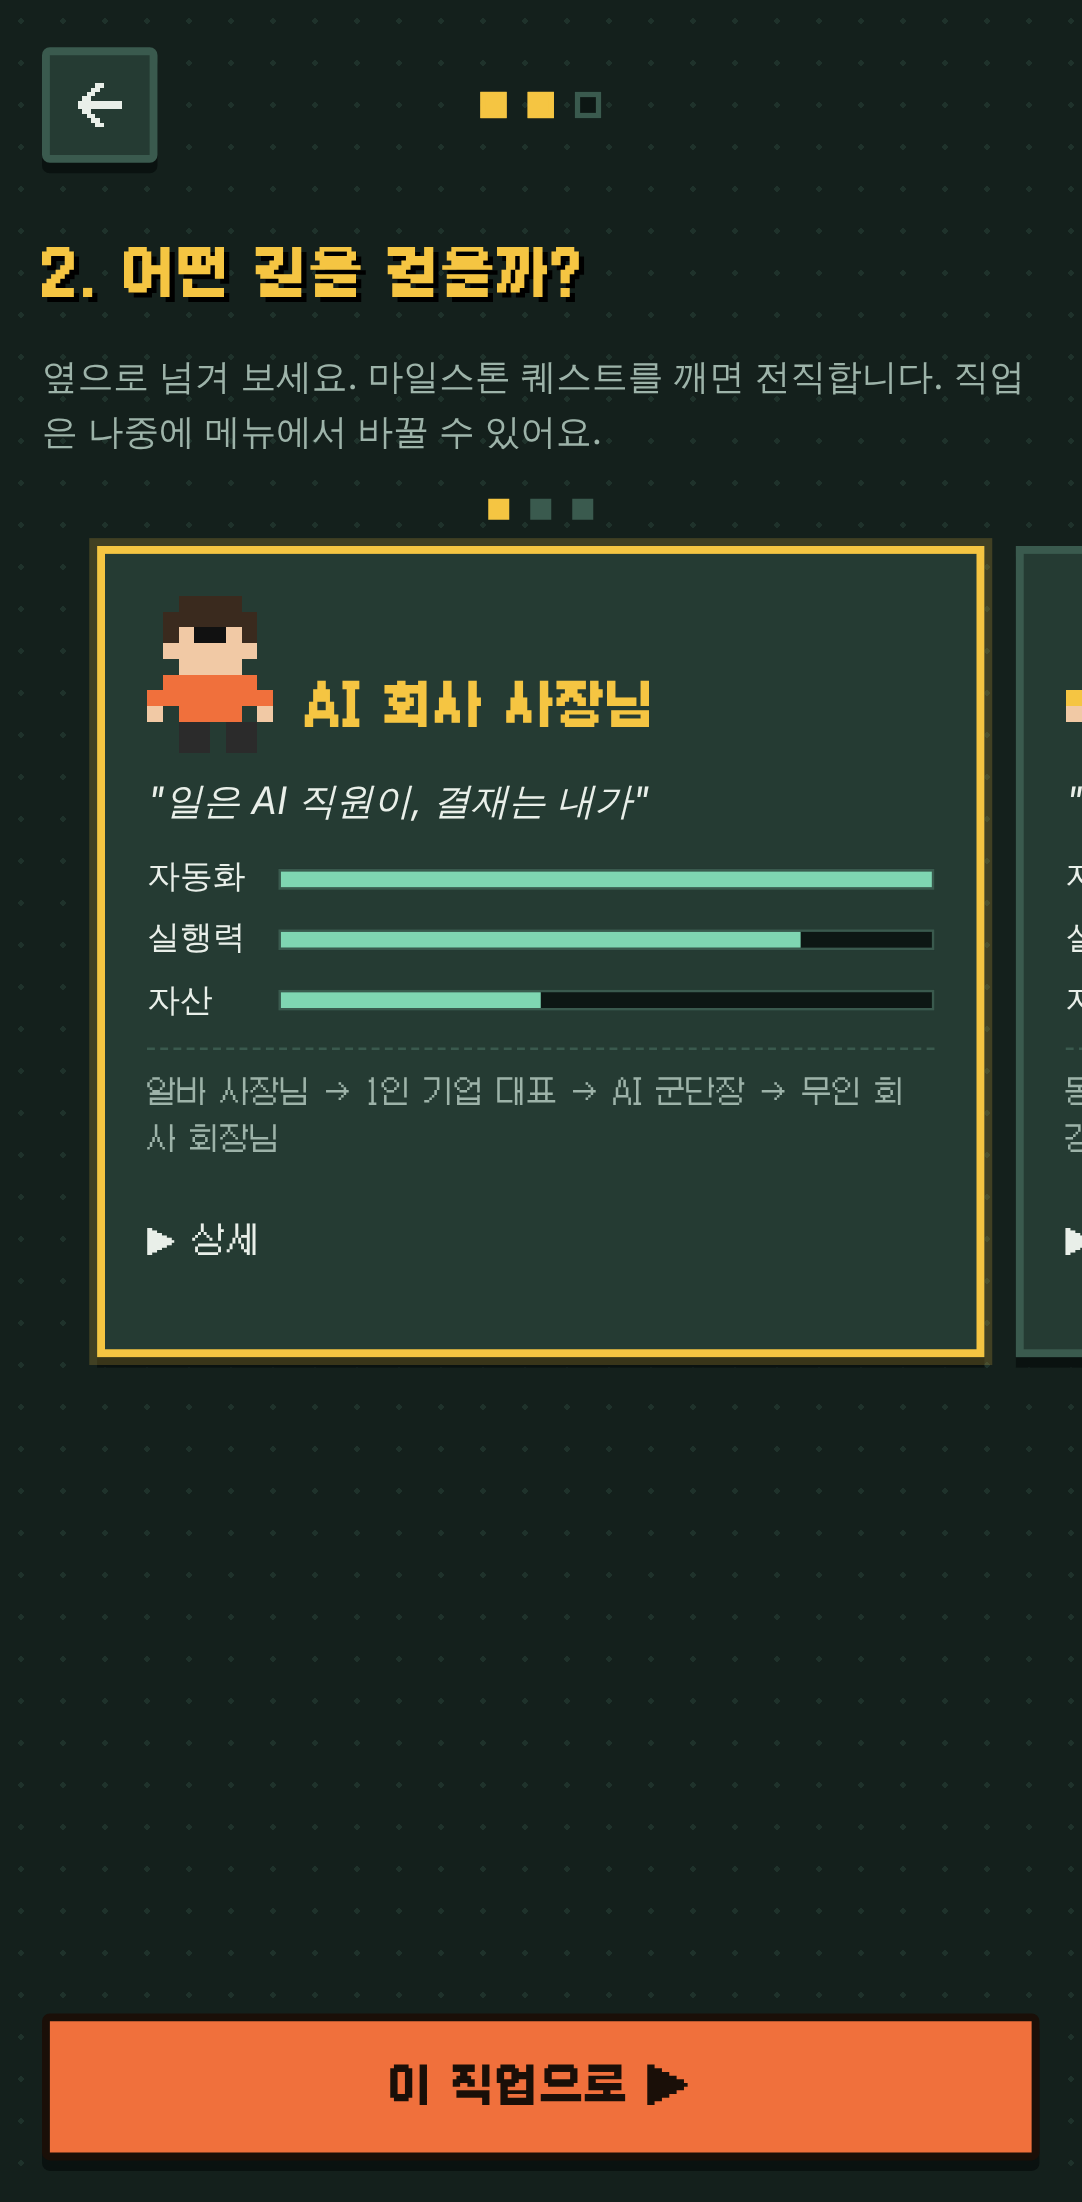 2. 어떤 길을 걸을까?
옆으로 넘겨 보세요. 마일스톤 퀘스트를 깨면 전직합니다. 직업
은 나중에 메뉴에서 바꿀 수 있어요.
AI 회사 사장님
"일은 AI 직원이, 결재는 내가"
자동화
실행력
자산
알바 사장님 → 1인 기업 대표 → AI 군단장 → 무인 회
사 회장님
▶ 상세
이 직업으로 ▶